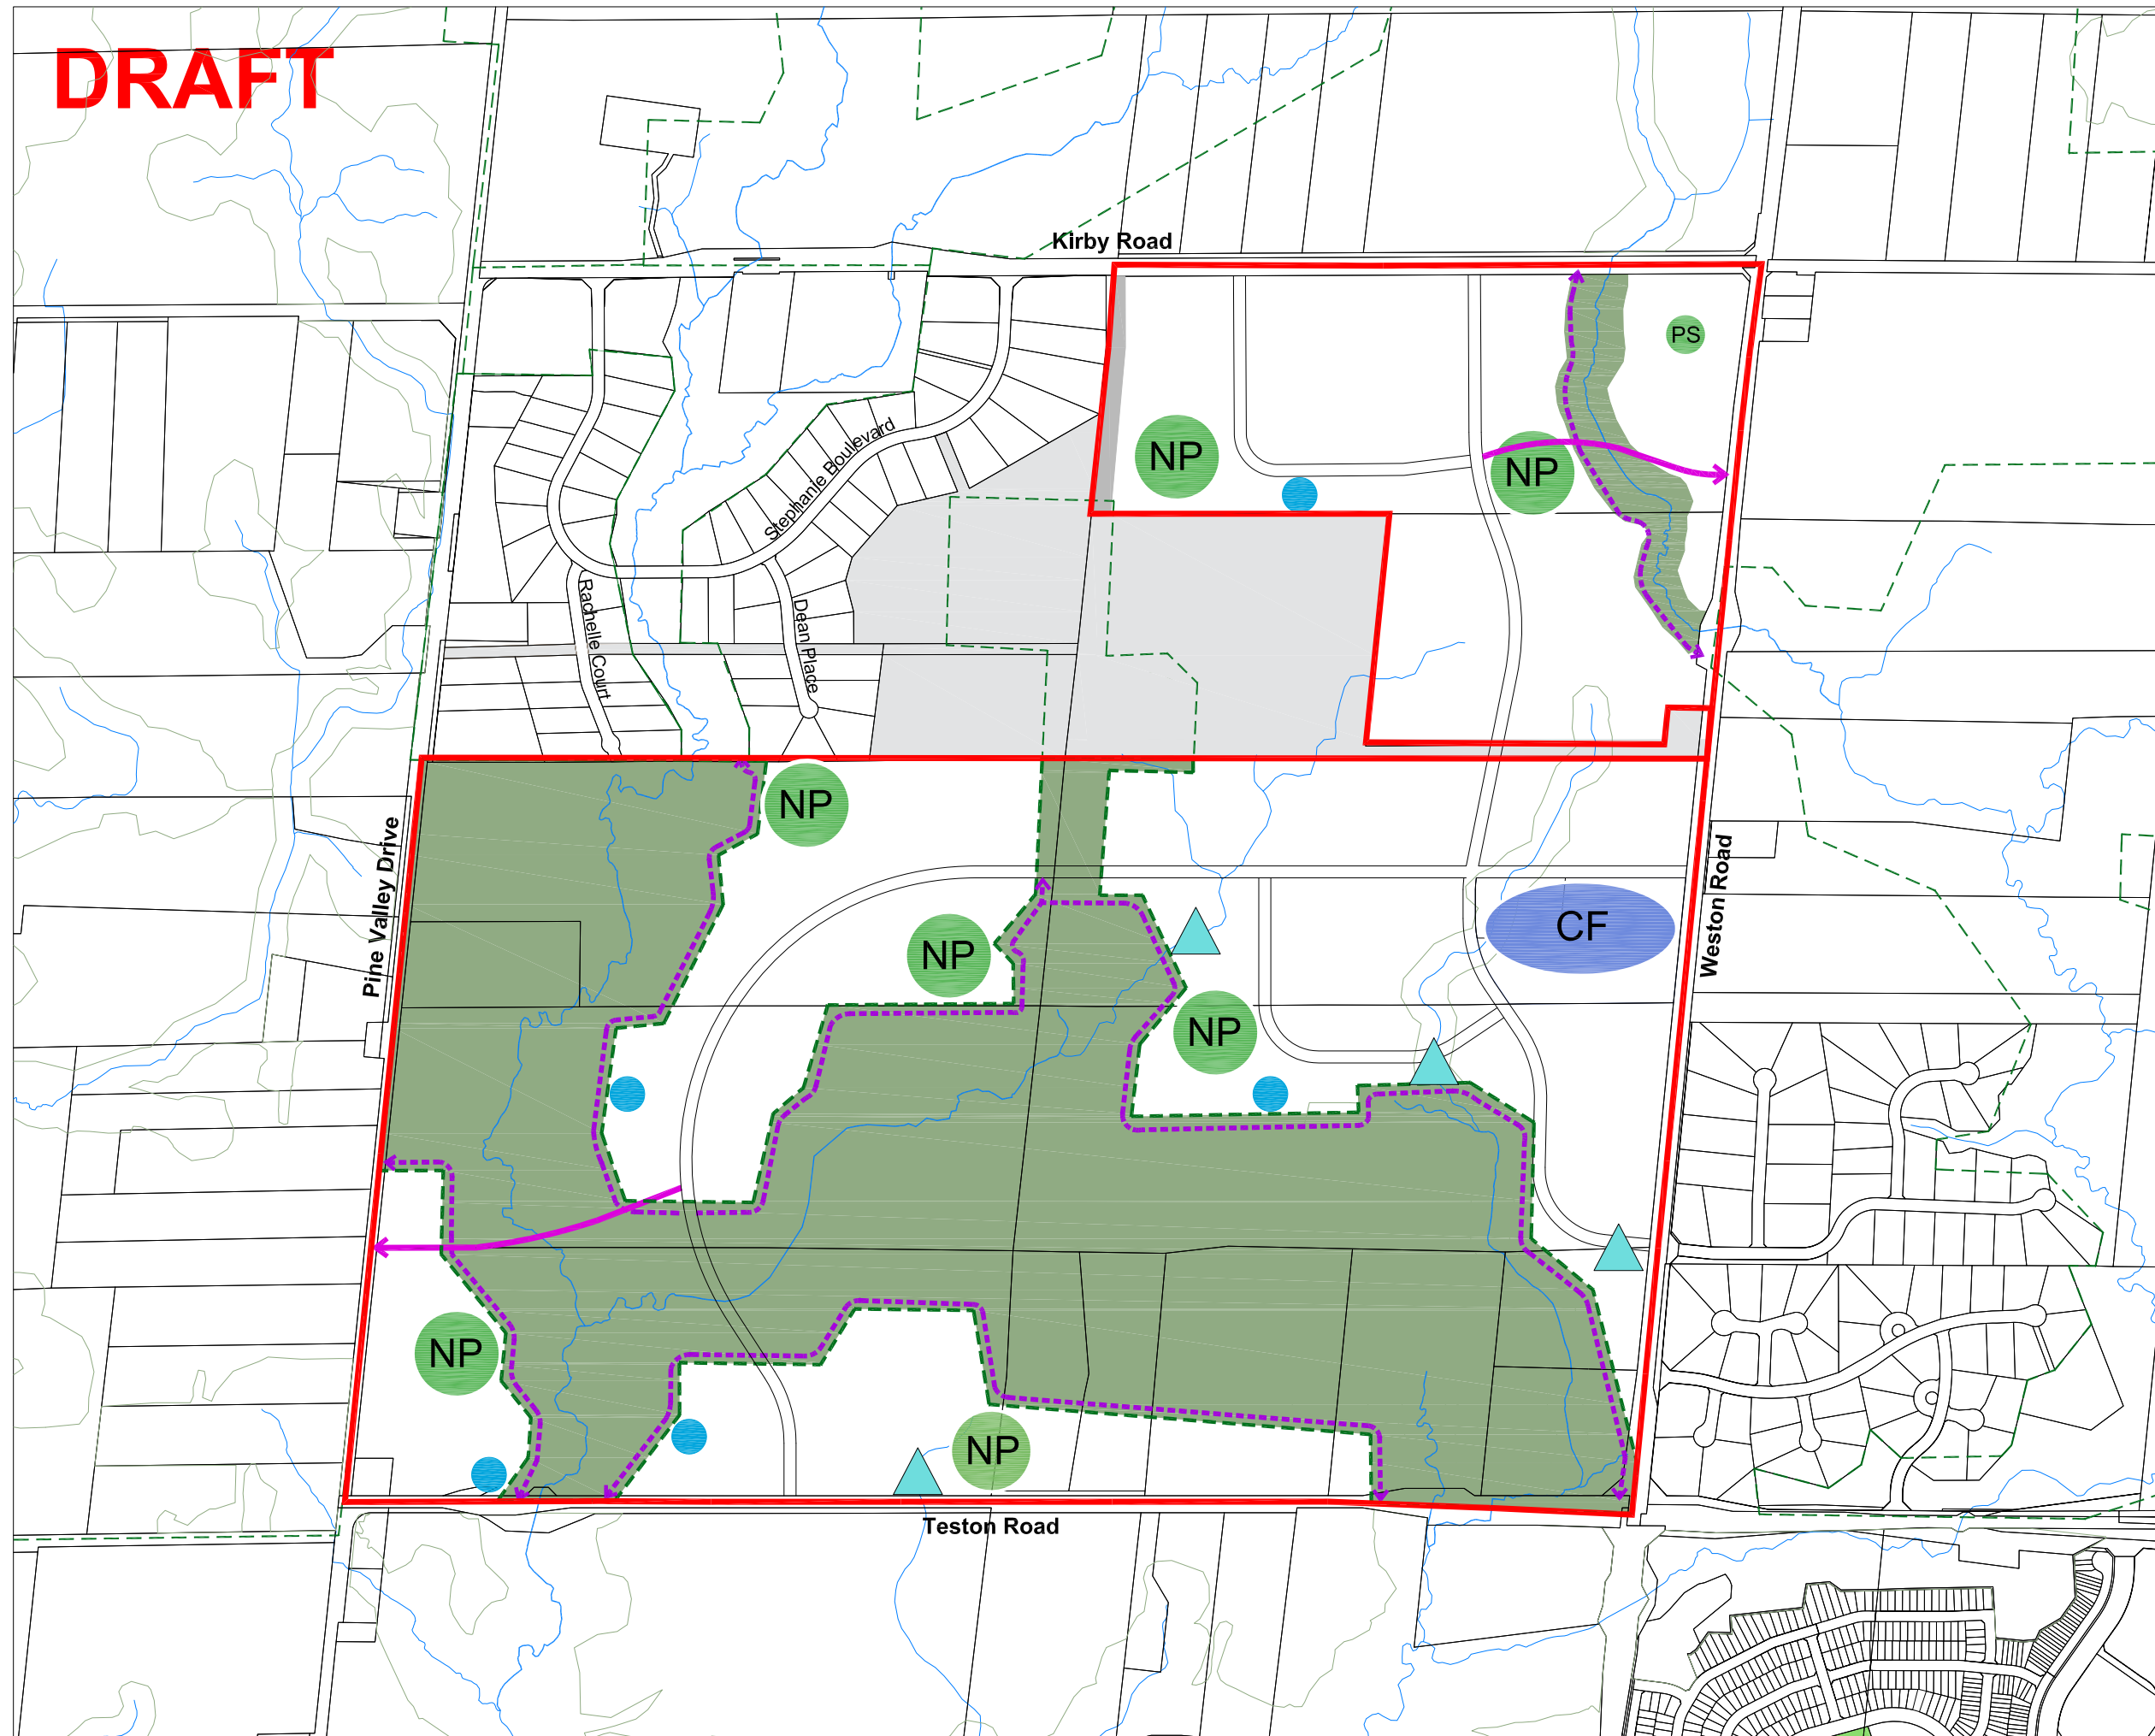 DRAFT
Kirby Road
PS
NP
NP
Stephanie Boulevard
Rachelle Court
Dean Place
NP
Pine Valley Drive
Weston Road
CF
NP
NP
NP
NP
Teston Road